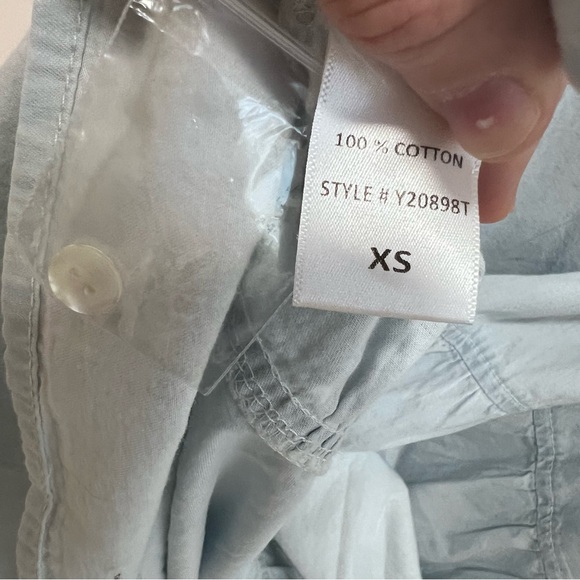 100 % COTTON
STYLE # Y20898T
XS